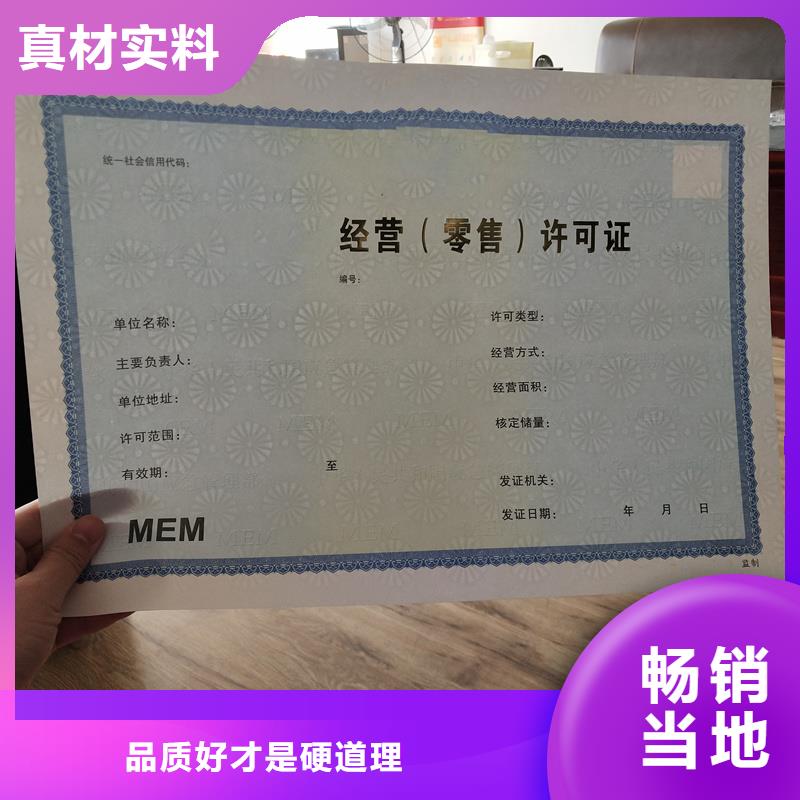 真材实料
统一社会信用代码:
经营（零售）许可证
编号:
单位名称:
许可类型:
主要负责人:
经营方式:
单位地址:
经营面积:
许可范围:
核定储量:
有效期: 至
发证机关:
发证日期: 年 月 日
MEM
监制
畅销
当地
品质好才是硬道理